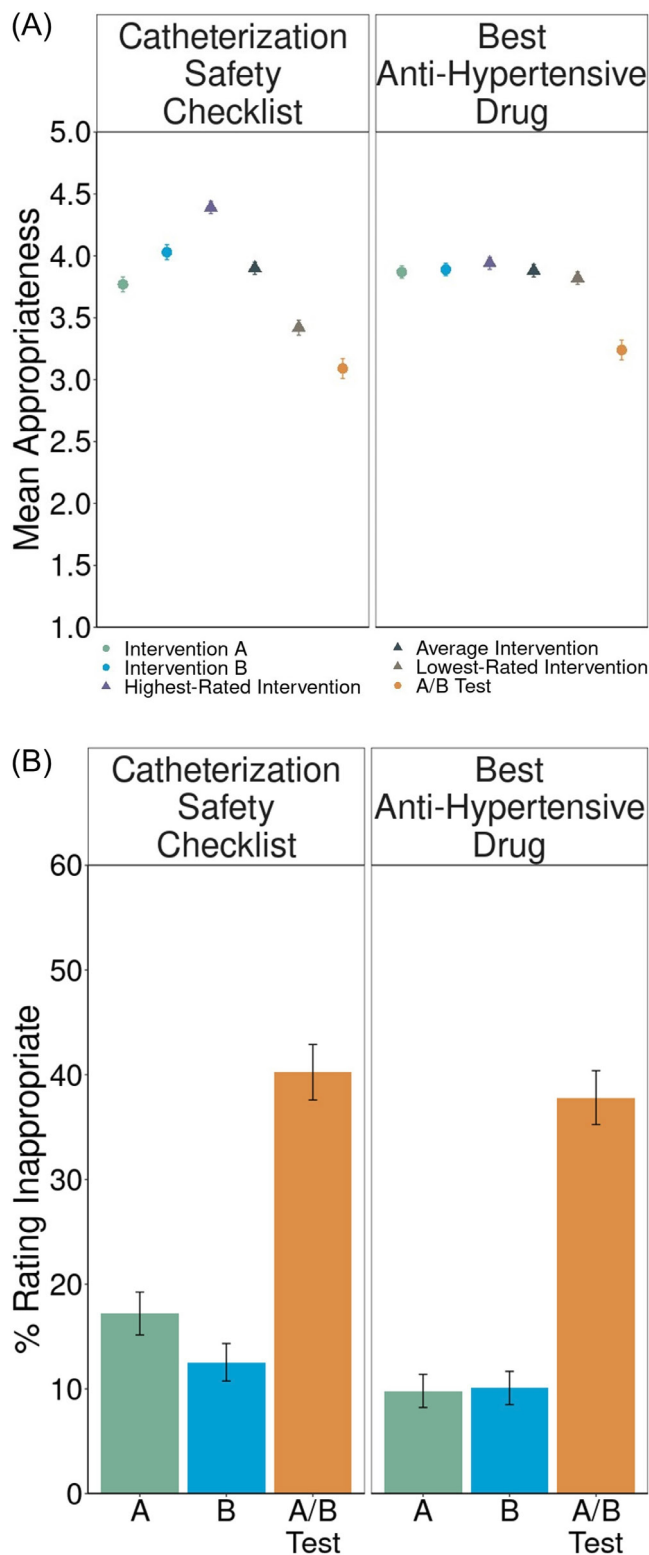 (A)
Catheterization
Safety
Checklist
Best
Anti-Hypertensive
Drug
Mean Appropriateness
5.0
4.5
4.0
3.5
3.0
2.5
2.0
1.5
1.0
Intervention A
Intervention B
Highest-Rated Intervention
Average Intervention
Lowest-Rated Intervention
A/B Test
(B)
Catheterization
Safety
Checklist
Best
Anti-Hypertensive
Drug
% Rating Inappropriate
60
50
40
30
20
10
0
A
B
A/B
Test
A
B
A/B
Test